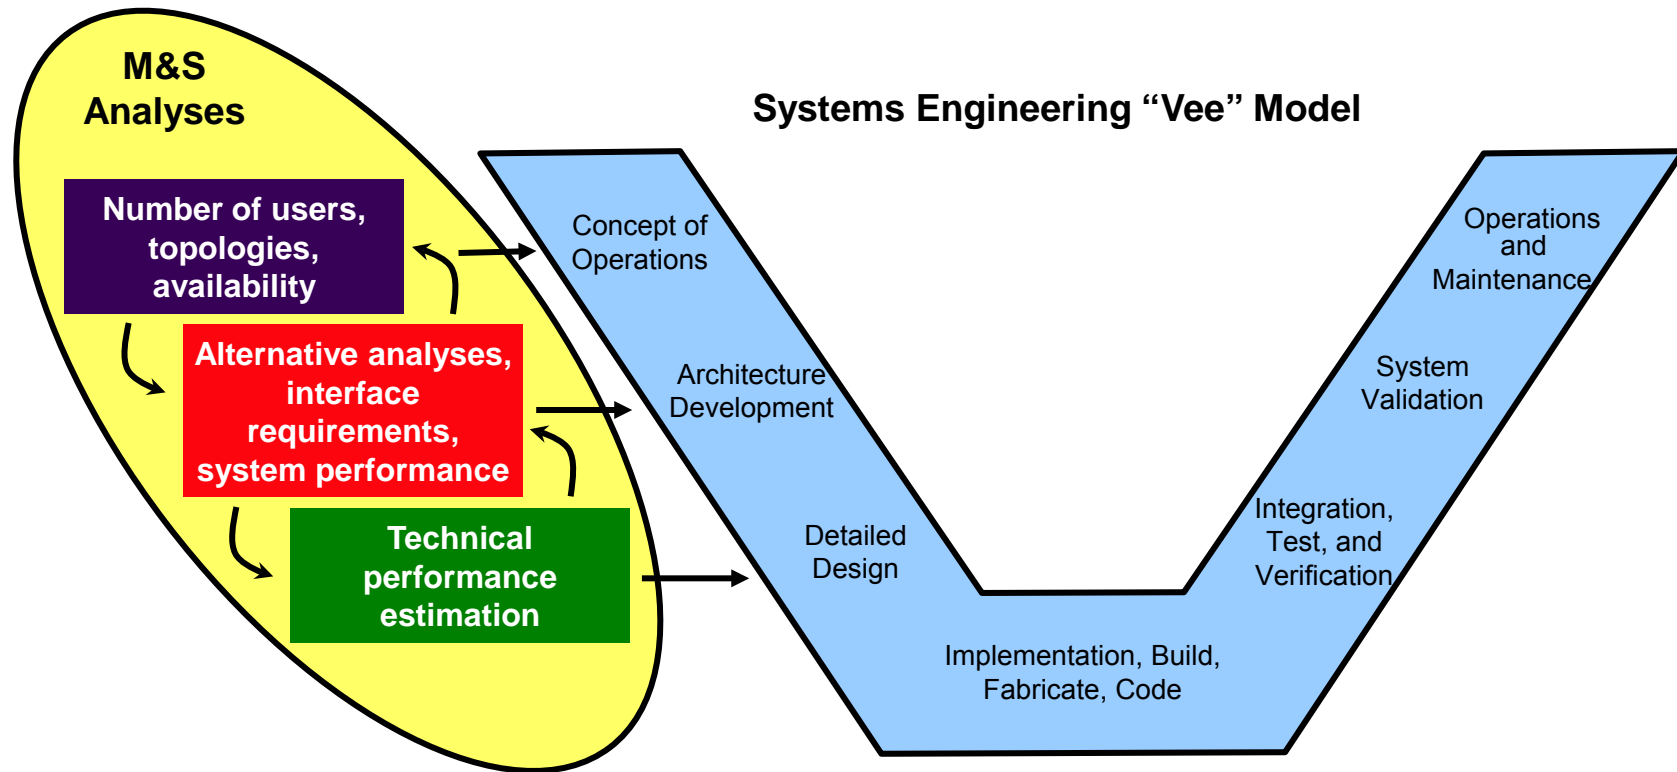 M&S
Analyses
Systems Engineering “Vee” Model
Number of users,
topologies,
availability
Alternative analyses,
interface
requirements,
system performance
Technical
performance
estimation
Concept of
Operations
Architecture
Development
Detailed
Design
Implementation, Build,
Fabricate, Code
Integration,
Test, and
Verification
System
Validation
Operations
and
Maintenance